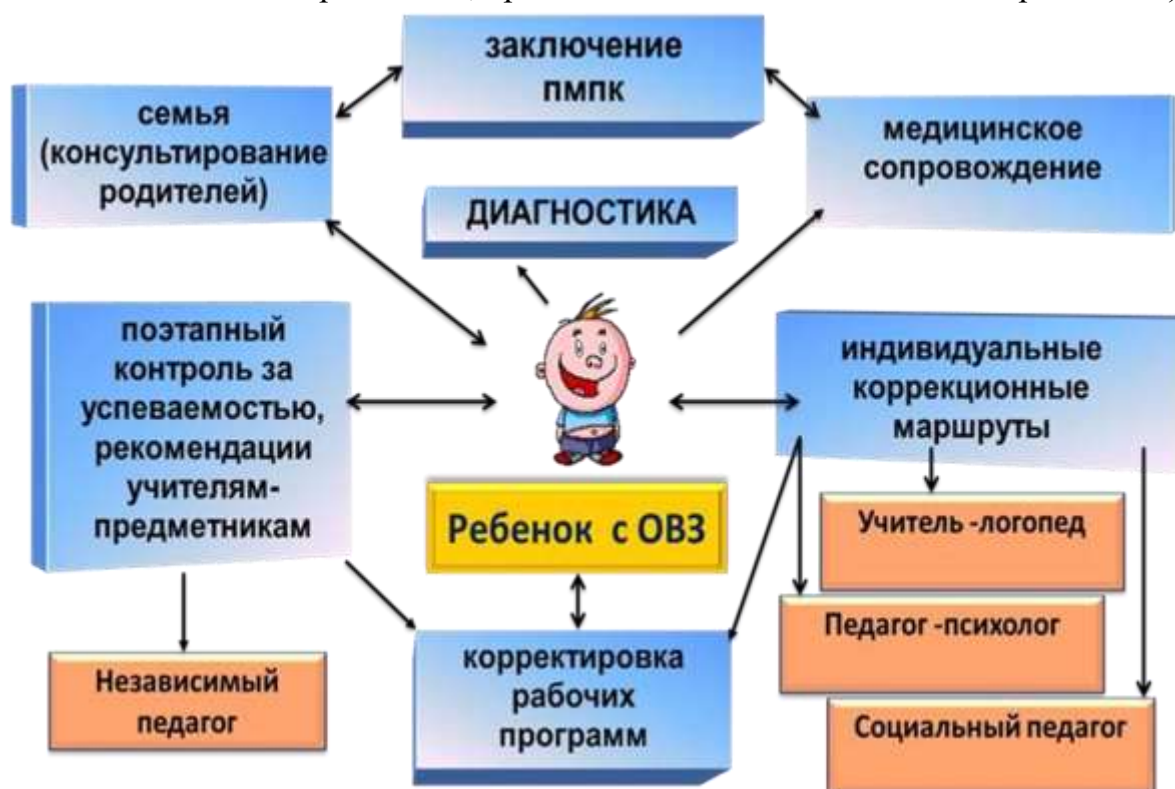 заключение
пмпк
семья
(консультирование
родителей)
медицинское
сопровождение
ДИАГНОСТИКА
поэтапный
контроль за
успеваемостью,
рекомендации
учителям-
предметникам
индивидуальные
коррекционные
маршруты
Ребенок с ОВЗ
Учитель -логопед
Педагог -психолог
Социальный педагог
Независимый
педагог
корректировка
рабочих
программ